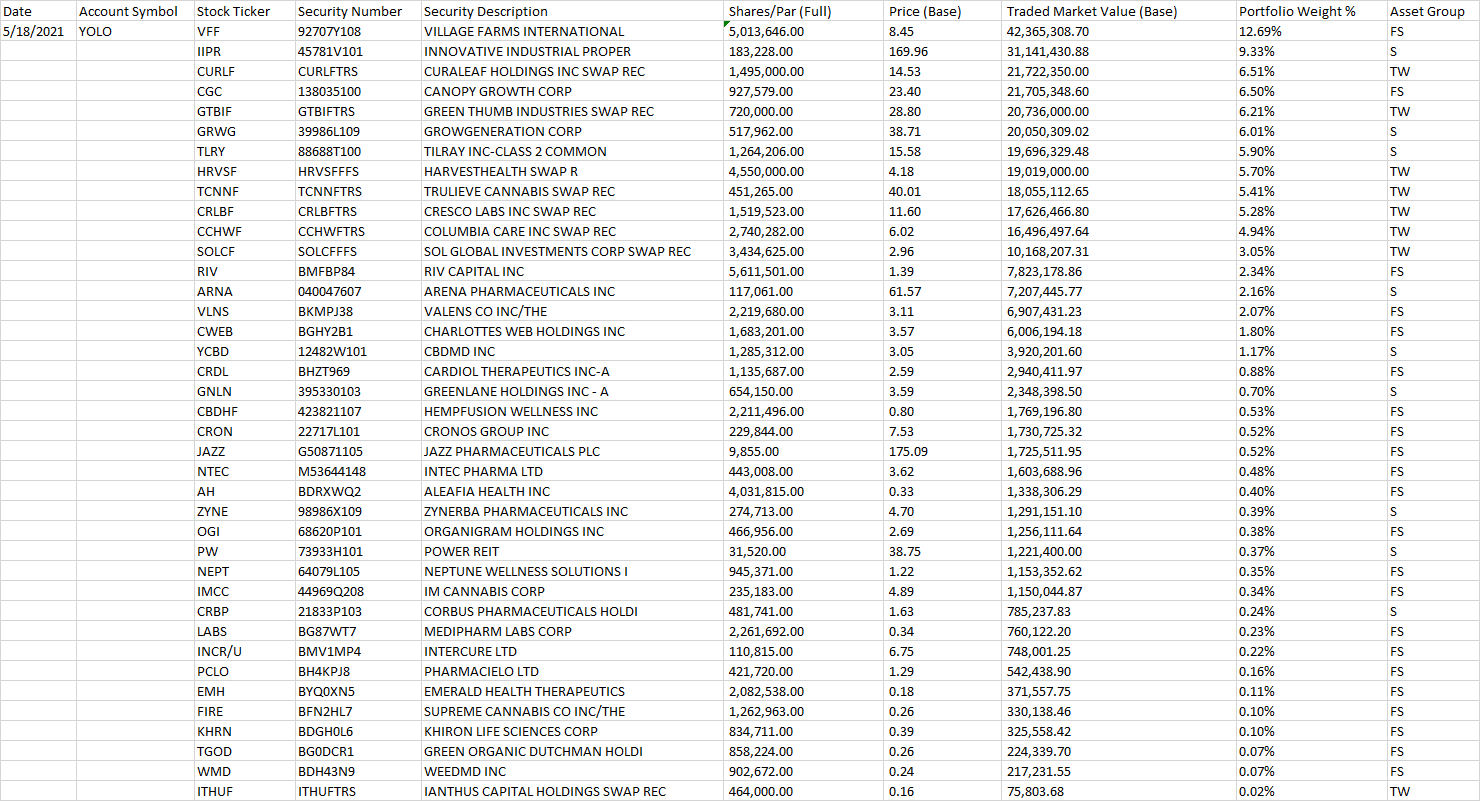 Date Account Symbol Stock Ticker Security Number Security Description Shares/Par (Full) Price (Base) Traded Market Value (Base) Portfolio Weight % Asset Group
5/18/2021 YOLO VFF 92707Y108 VILLAGE FARMS INTERNATIONAL 5,013,646.00 8.45 42,365,308.70 12.69% FS
IIPR 45781V101 INNOVATIVE INDUSTRIAL PROPER 183,228.00 169.96 31,141,430.88 9.33% S
CURLF CURLFTRS CURALEAF HOLDINGS INC SWAP REC 1,495,000.00 14.53 21,722,350.00 6.51% TW
CGC 138035100 CANOPY GROWTH CORP 927,579.00 23.40 21,705,348.60 6.50% FS
GTBIF GTBIFTRS GREEN THUMB INDUSTRIES SWAP REC 720,000.00 28.80 20,736,000.00 6.21% TW
GRWG 39986L109 GROWGENERATION CORP 517,962.00 38.71 20,050,309.02 6.01% S
TLRY 88688T100 TILRAY INC-CLASS 2 COMMON 1,264,206.00 15.58 19,696,329.48 5.90% S
HRVSF HRVSFFFS HARVESTHEALTH SWAP R 4,550,000.00 4.18 19,019,000.00 5.70% TW
TCNNF TCNNFTRS TRULIEVE CANNABIS SWAP REC 451,265.00 40.01 18,055,112.65 5.41% TW
CRLBF CRLBFTRS CRESCO LABS INC SWAP REC 1,519,523.00 11.60 17,626,466.80 5.28% TW
CCHWF CCHWFTRS COLUMBIA CARE INC SWAP REC 2,740,282.00 6.02 16,496,497.64 4.94% TW
SOLCF SOLCFFFS SOL GLOBAL INVESTMENTS CORP SWAP REC 3,434,625.00 2.96 10,168,207.31 3.05% TW
RIV BMFBP84 RIV CAPITAL INC 5,611,501.00 1.39 7,823,178.86 2.34% FS
ARNA 040047607 ARENA PHARMACEUTICALS INC 117,061.00 61.57 7,207,445.77 2.16% S
VLNS BKMPJ38 VALENS CO INC/THE 2,219,680.00 3.11 6,907,431.23 2.07% FS
CWEB BGHY2B1 CHARLOTTES WEB HOLDINGS INC 1,683,201.00 3.57 6,006,194.18 1.80% FS
YCBD 12482W101 CBDMD INC 1,285,312.00 3.05 3,920,201.60 1.17% S
CRDL BHZT969 CARDIOL THERAPEUTICS INC-A 1,135,687.00 2.59 2,940,411.97 0.88% FS
GNLN 395330103 GREENLANE HOLDINGS INC - A 654,150.00 3.59 2,348,398.50 0.70% S
CBDHF 423821107 HEMPFUSION WELLNESS INC 2,211,496.00 0.80 1,769,196.80 0.53% FS
CRON 22717L101 CRONOS GROUP INC 229,844.00 7.53 1,730,725.32 0.52% FS
JAZZ G50871105 JAZZ PHARMACEUTICALS PLC 9,855.00 175.09 1,725,511.95 0.52% FS
NTEC M53644148 INTEC PHARMA LTD 443,008.00 3.62 1,603,688.96 0.48% FS
AH BDRXWQ2 ALEAFIA HEALTH INC 4,031,815.00 0.33 1,338,306.29 0.40% FS
ZYNE 98986X109 ZYNERBA PHARMACEUTICALS INC 274,713.00 4.70 1,291,151.10 0.39% S
OGI 68620P101 ORGANIGRAM HOLDINGS INC 466,956.00 2.69 1,256,111.64 0.38% FS
PW 73933H101 POWER REIT 31,520.00 38.75 1,221,400.00 0.37% S
NEPT 64079L105 NEPTUNE WELLNESS SOLUTIONS I 945,371.00 1.22 1,153,352.62 0.35% FS
IMCC 44969Q208 IM CANNABIS CORP 235,183.00 4.89 1,150,044.87 0.34% FS
CRBP 21833P103 CORBUS PHARMACEUTICALS HOLDI 481,741.00 1.63 785,237.83 0.24% S
LABS BG87WT7 MEDIPHARM LABS CORP 2,261,692.00 0.34 760,122.20 0.23% FS
INCR/U BMV1MP4 INTERCURE LTD 110,815.00 6.75 748,001.25 0.22% FS
PCLO BH4KPJ8 PHARMACIELO LTD 421,720.00 1.29 542,438.90 0.16% FS
EMH BYQ0XN5 EMERALD HEALTH THERAPEUTICS 2,082,538.00 0.18 371,557.75 0.11% FS
FIRE BFN2HL7 SUPREME CANNABIS CO INC/THE 1,262,963.00 0.26 330,138.46 0.10% FS
KHRN BDGH0L6 KHIRON LIFE SCIENCES CORP 834,711.00 0.39 325,558.42 0.10% FS
TGOD BG0DCR1 GREEN ORGANIC DUTCHMAN HOLDI 858,224.00 0.26 224,339.70 0.07% FS
WMD BDH43N9 WEEDMD INC 902,672.00 0.24 217,231.55 0.07% FS
ITHUF ITHUFTRS IANTHUS CAPITAL HOLDINGS SWAP REC 464,000.00 0.16 75,803.68 0.02% TW